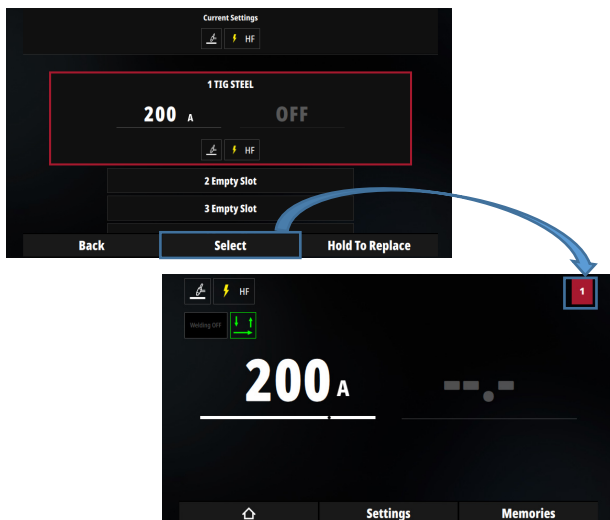 Current Settings
HF
1 TIG STEEL
200 A OFF
HF
2 Empty Slot
3 Empty Slot
Back Select Hold To Replace
HF 1
Welding OFF
200 A --.-
Settings Memories